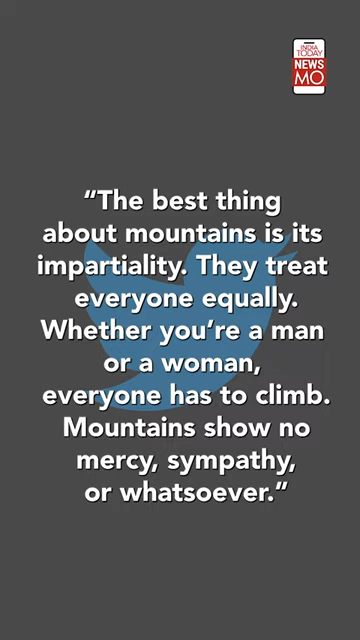 INDIA
TODAY
NEWS
MO
“The best thing
about mountains is its
impartiality. They treat
everyone equally.
Whether you’re a man
or a woman,
everyone has to climb.
Mountains show no
mercy, sympathy,
or whatsoever.”